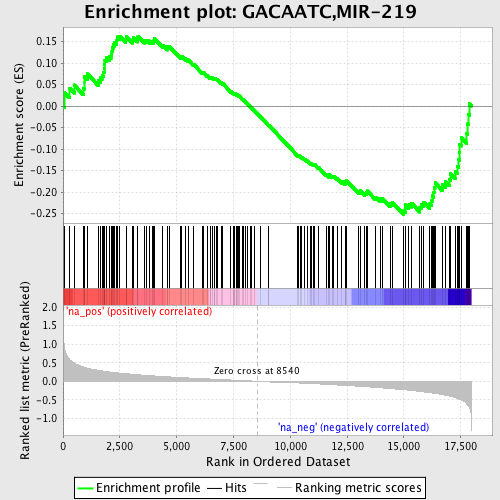 Enrichment plot: GACAATC,MIR-219
Enrichment score (ES)
0.15
0.10
0.05
0.00
-0.05
-0.10
-0.15
-0.20
-0.25
'na_pos' (positively correlated)
Ranked list metric (PreRanked)
2.0
1.5
1.0
0.5
0.0
-0.5
-1.0
Zero cross at 8540
'na_neg' (negatively correlated)
0
2,500
5,000
7,500
10,000
12,500
15,000
17,500
Rank in Ordered Dataset
Enrichment profile
Hits
Ranking metric scores